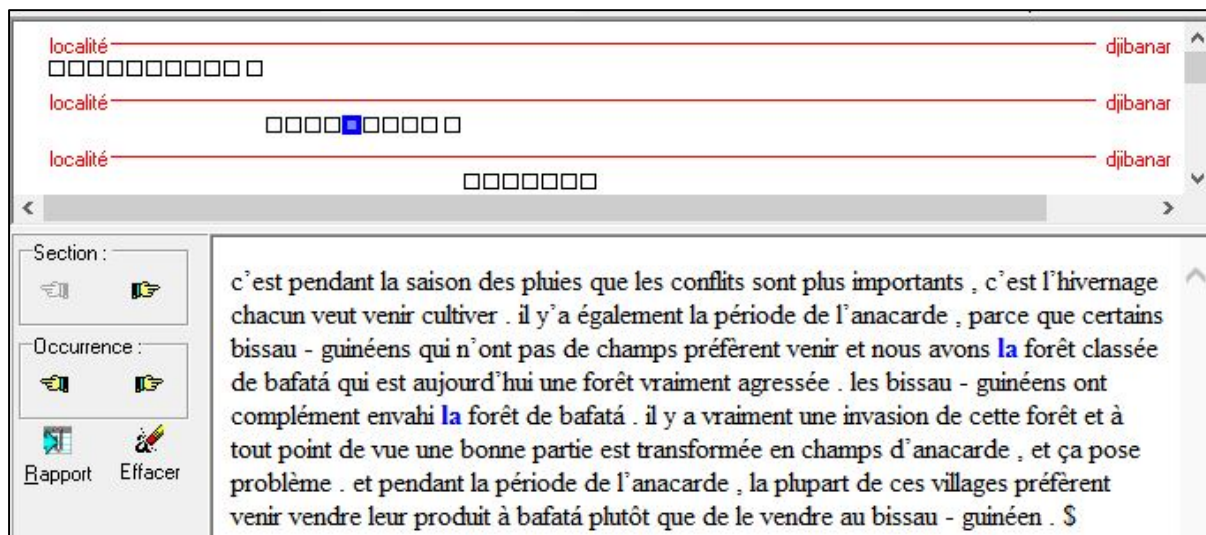 localité djibanar
localité djibanar
localité djibanar
Section :
c’est pendant la saison des pluies que les conflits sont plus importants , c’est l’hivernage
chacun veut venir cultiver . il y’a également la période de l’anacarde , parce que certains
Occurrence :
bissau - guinéens qui n’ont pas de champs préfèrent venir et nous avons la forêt classée
de bafatá qui est aujourd’hui une forêt vraiment agressée . les bissau - guinéens ont
complément envahi la forêt de bafatá . il y a vraiment une invasion de cette forêt et à
tout point de vue une bonne partie est transformée en champs d’anacarde , et ça pose
Rapport Effacer
problème . et pendant la période de l’anacarde , la plupart de ces villages préfèrent
venir vendre leur produit à bafatá plutôt que de le vendre au bissau - guinéen . $